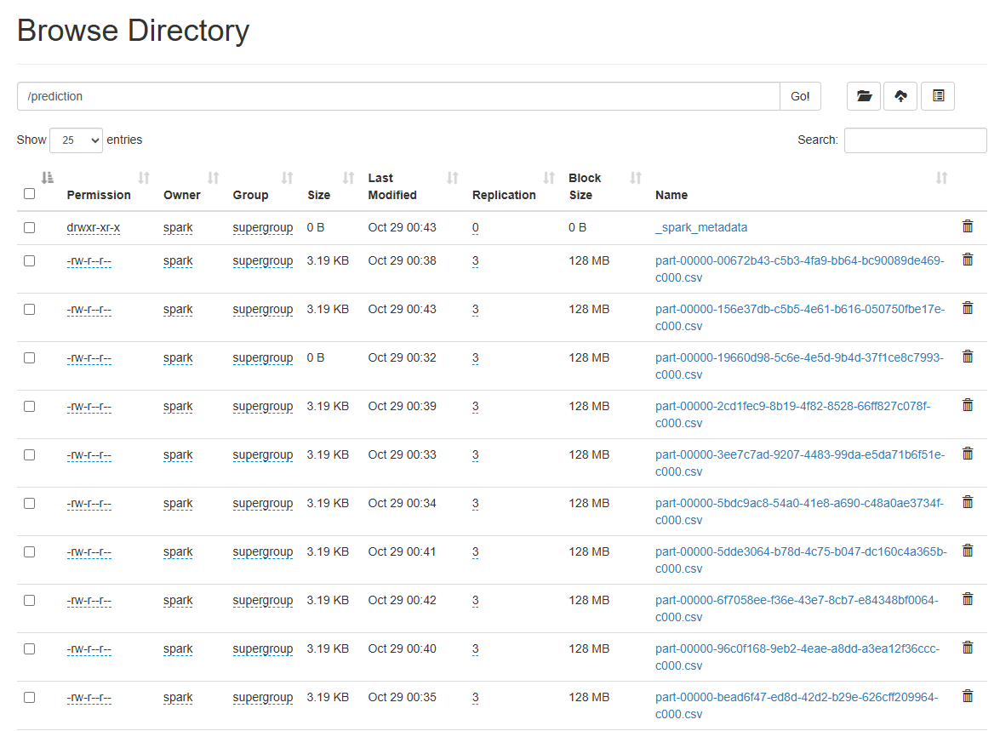 Browse Directory
/prediction Go!
Show 25 entries Search:
Permission Owner Group Size Last Modified Replication Block Size Name
drwxr-xr-x spark supergroup 0 B Oct 29 00:43 0 0 B _spark_metadata
-rw-r--r-- spark supergroup 3.19 KB Oct 29 00:38 3 128 MB part-00000-00672b43-c5b3-4fa9-bb64-bc90089de469-
c000.csv
-rw-r--r-- spark supergroup 3.19 KB Oct 29 00:43 3 128 MB part-00000-156e37db-c5b5-4e61-b616-050750fbe17e-
c000.csv
-rw-r--r-- spark supergroup 0 B Oct 29 00:32 3 128 MB part-00000-19660d98-5c6e-4e5d-9b4d-37f1ce8c7993-
c000.csv
-rw-r--r-- spark supergroup 3.19 KB Oct 29 00:39 3 128 MB part-00000-2cd1fec9-8b19-4f82-8528-66ff827c078f-
c000.csv
-rw-r--r-- spark supergroup 3.19 KB Oct 29 00:33 3 128 MB part-00000-3ee7c7ad-9207-4483-99da-e5da71b6f51e-
c000.csv
-rw-r--r-- spark supergroup 3.19 KB Oct 29 00:34 3 128 MB part-00000-5bdc9ac8-54a0-41e8-a690-c48a0ae3734f-
c000.csv
-rw-r--r-- spark supergroup 3.19 KB Oct 29 00:41 3 128 MB part-00000-5dde3064-b78d-4c75-b047-dc160c4a365b-
c000.csv
-rw-r--r-- spark supergroup 3.19 KB Oct 29 00:42 3 128 MB part-00000-6f7058ee-f36e-43e7-8cb7-e84348bf0064-
c000.csv
-rw-r--r-- spark supergroup 3.19 KB Oct 29 00:40 3 128 MB part-00000-96c0f168-9eb2-4eae-a8dd-a3ea12f36ccc-
c000.csv
-rw-r--r-- spark supergroup 3.19 KB Oct 29 00:35 3 128 MB part-00000-bead6f47-ed8d-42d2-b29e-626cff209964-
c000.csv